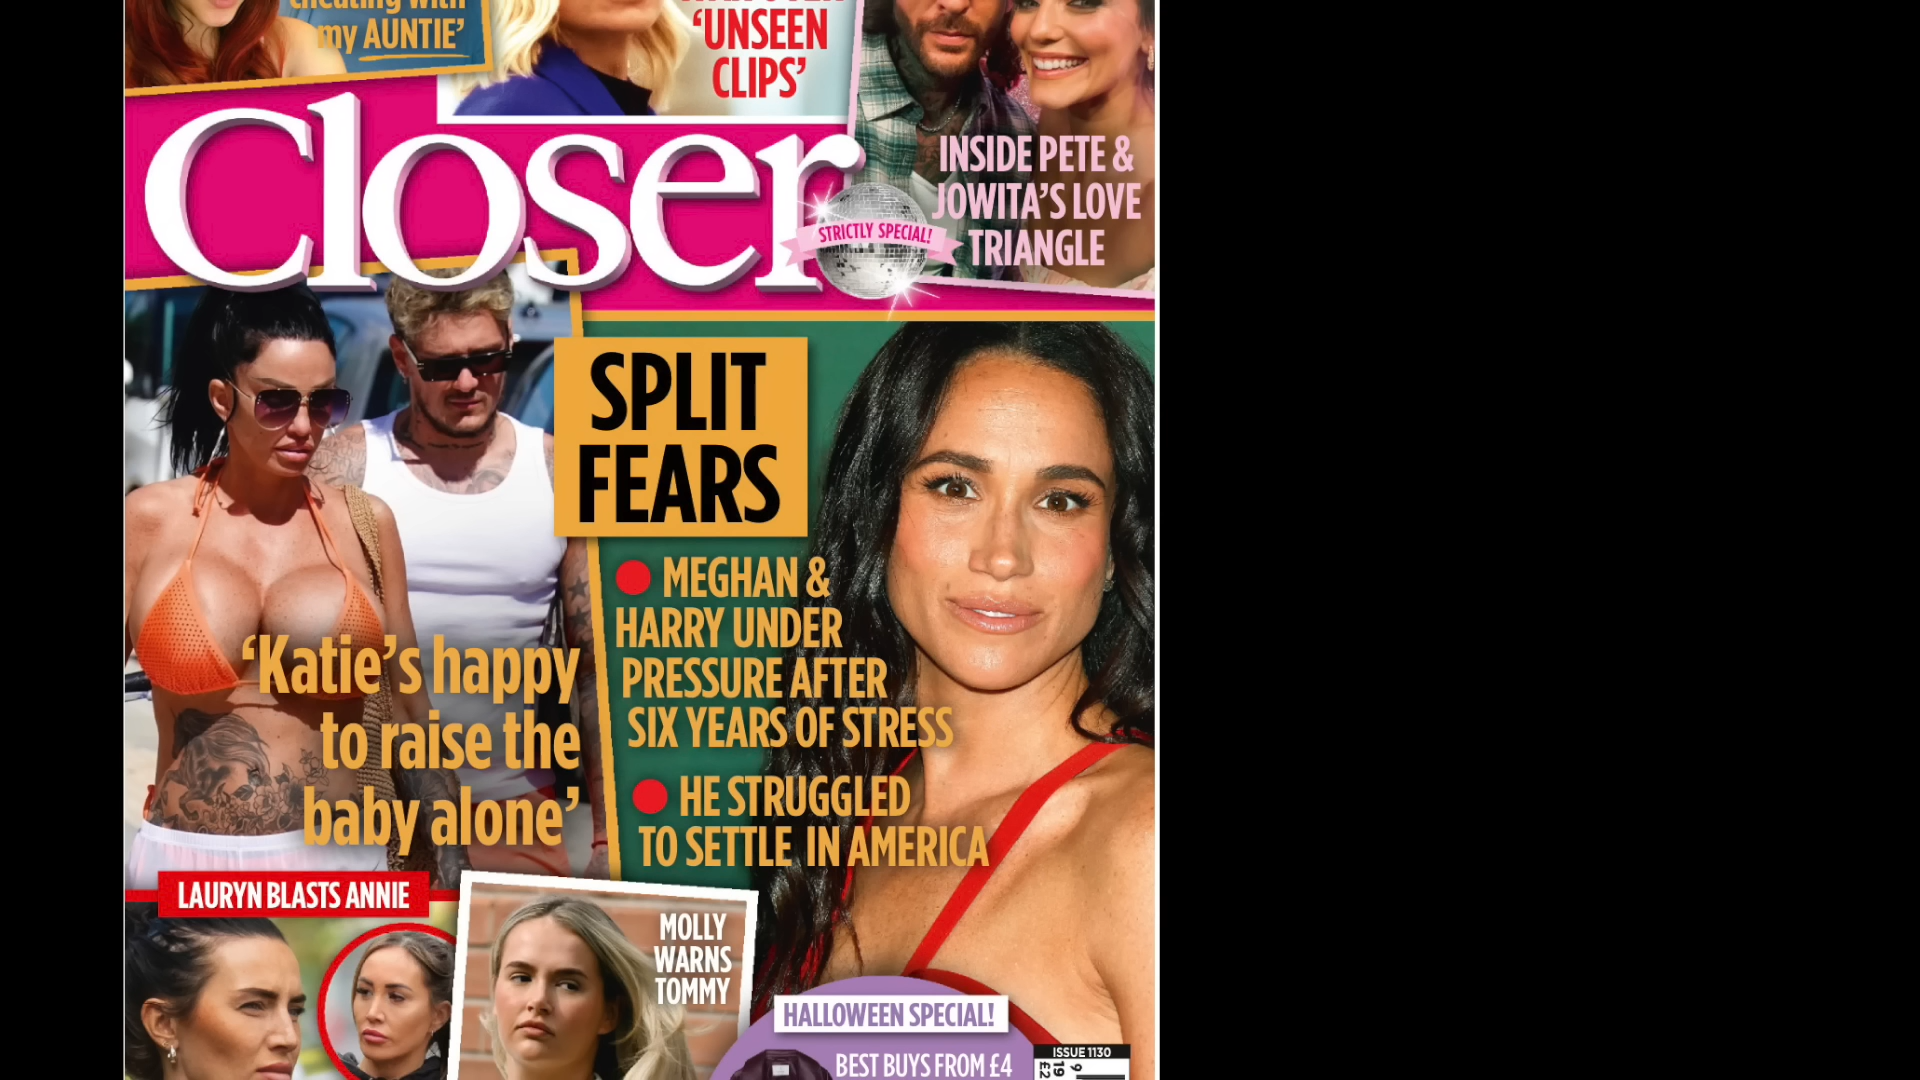 cheating with
my AUNTIE'
'UNSEEN
CLIPS'
Closer
INSIDE PETE &
JOWITA'S LOVE
TRIANGLE
STRICTLY SPECIAL!
SPLIT
FEARS
● MEGHAN &
HARRY UNDER
PRESSURE AFTER
SIX YEARS OF STRESS
● HE STRUGGLED
TO SETTLE IN AMERICA
'Katie's happy
to raise the
baby alone'
LAURYN BLASTS ANNIE
MOLLY
WARNS
TOMMY
HALLOWEEN SPECIAL!
BEST BUYS FROM £4
ISSUE 1130